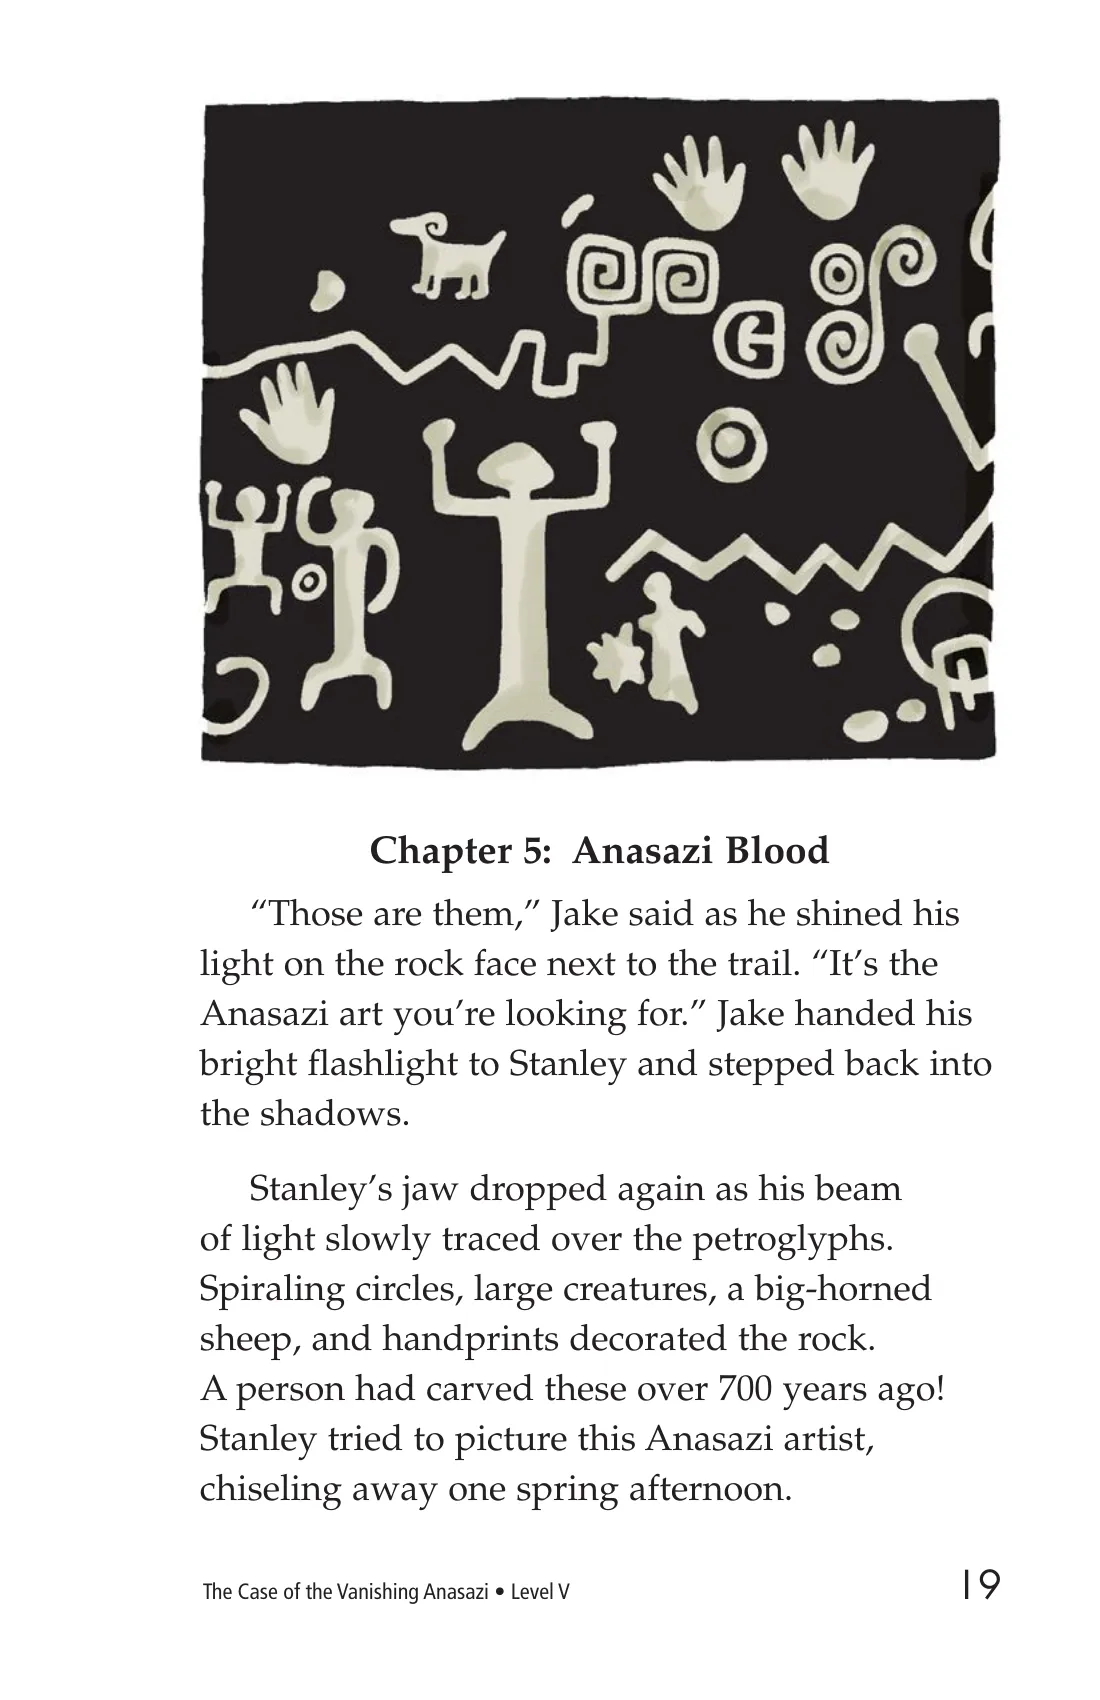 Chapter 5:  Anasazi Blood
“Those are them,” Jake said as he shined his
light on the rock face next to the trail. “It’s the
Anasazi art you’re looking for.” Jake handed his
bright flashlight to Stanley and stepped back into
the shadows.
Stanley’s jaw dropped again as his beam
of light slowly traced over the petroglyphs.
Spiraling circles, large creatures, a big-horned
sheep, and handprints decorated the rock.
A person had carved these over 700 years ago!
Stanley tried to picture this Anasazi artist,
chiseling away one spring afternoon.
The Case of the Vanishing Anasazi • Level V
19